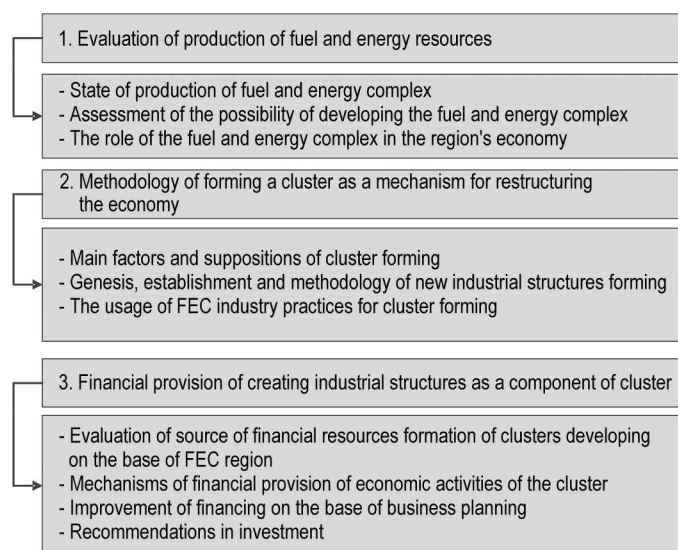 1. Evaluation of production of fuel and energy resources
- State of production of fuel and energy complex
- Assessment of the possibility of developing the fuel and energy complex
- The role of the fuel and energy complex in the region's economy
2. Methodology of forming a cluster as a mechanism for restructuring
the economy
- Main factors and suppositions of cluster forming
- Genesis, establishment and methodology of new industrial structures forming
- The usage of FEC industry practices for cluster forming
3. Financial provision of creating industrial structures as a component of cluster
- Evaluation of source of financial resources formation of clusters developing
on the base of FEC region
- Mechanisms of financial provision of economic activities of the cluster
- Improvement of financing on the base of business planning
- Recommendations in investment